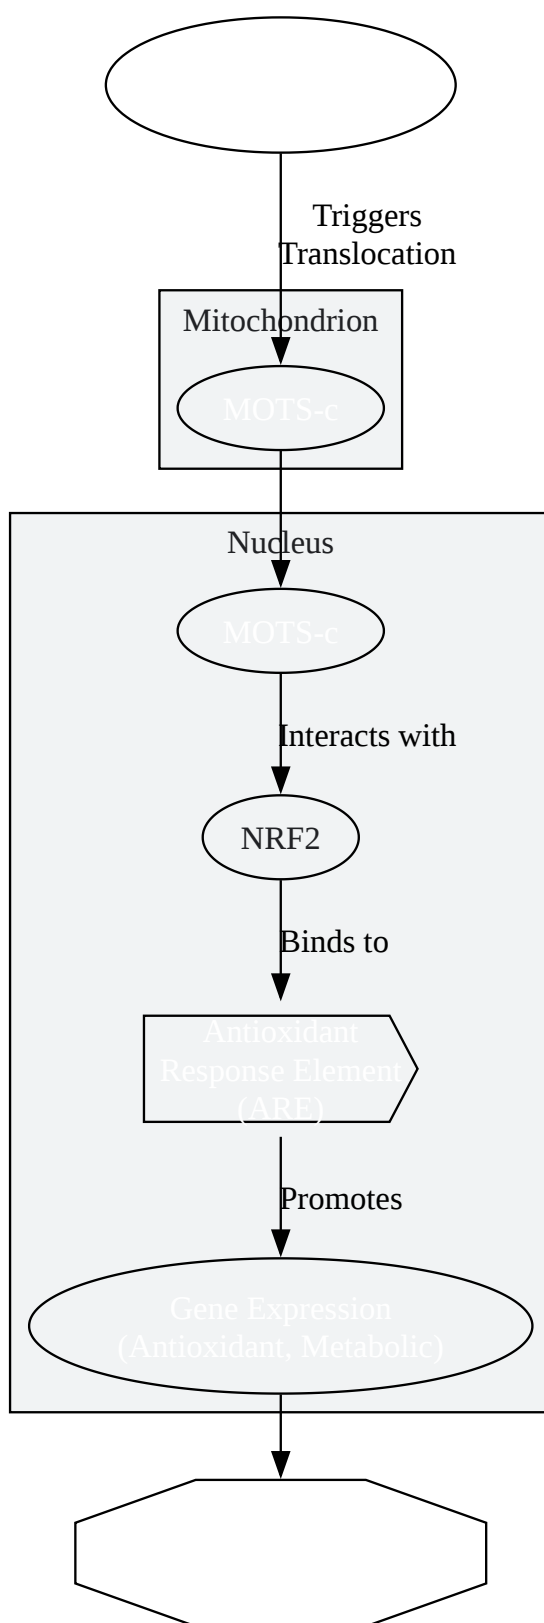 Triggers
Translocation
Mitochondrion
MOTS-c
Nucleus
MOTS-c
Interacts with
NRF2
Binds to
Antioxidant
Response Element
(ARE)
Promotes
Gene Expression
(Antioxidant, Metabolic)